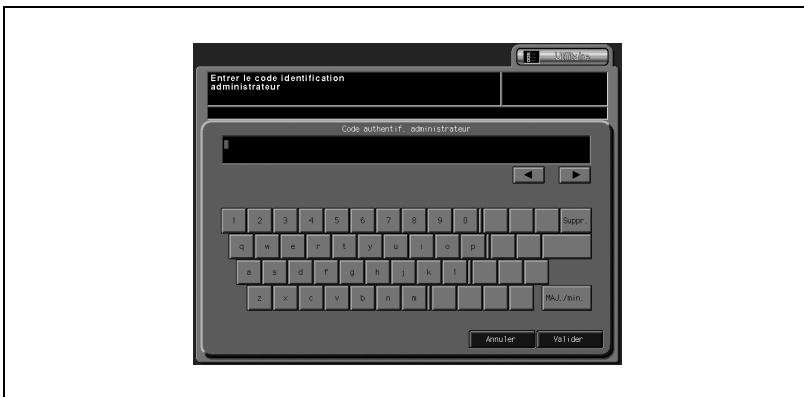 Utilitaire
Entrer le code identification
administrateur
Code authentif. administrateur
1 2 3 4 5 6 7 8 9 0 Suppr.
q w e r t y u i o p
a s d f g h j k l
z x c v b n m MAJ./min.
Annuler Valider